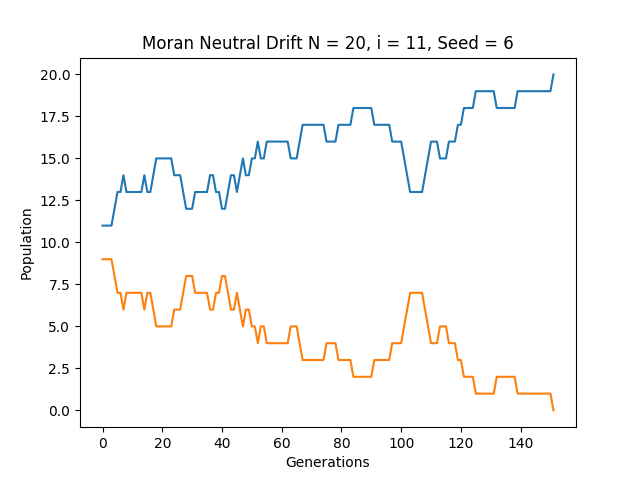 Moran Neutral Drift N = 20, i = 11, Seed = 6
20.0
17.5
15.0
12.5
10.0
7.5
5.0
2.5
0.0
Population
0 20 40 60 80 100 120 140
Generations